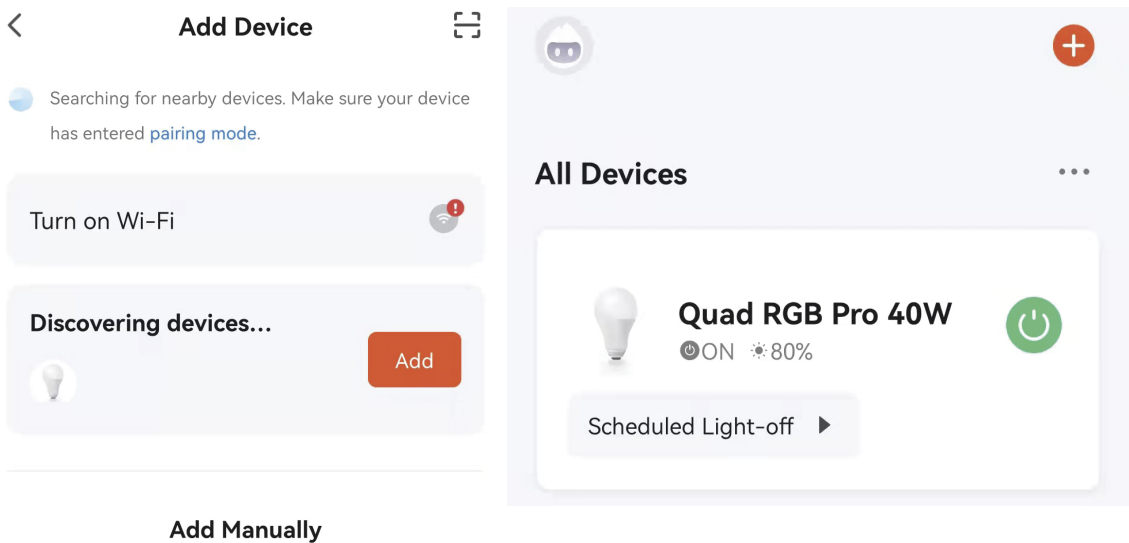 Add Device
Searching for nearby devices. Make sure your device
has entered pairing mode.
Turn on Wi-Fi
Discovering devices...
Add
Add Manually
All Devices
Quad RGB Pro 40W
ON 80%
Scheduled Light-off